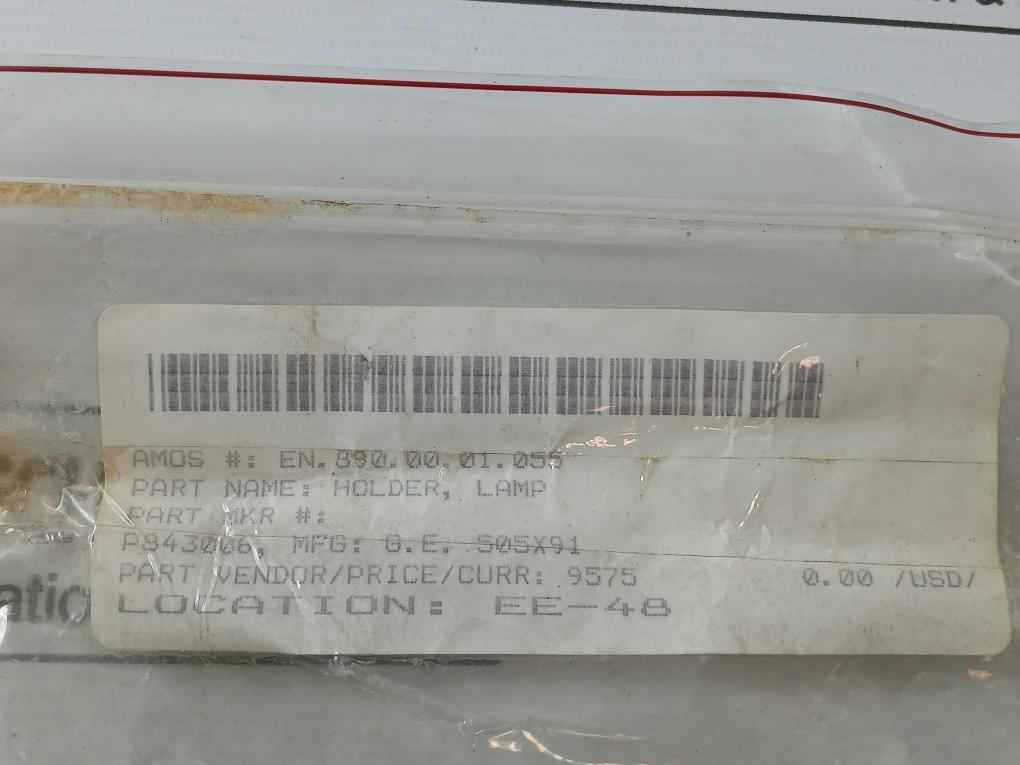 AMOS #: EN.890.00.01.055
PART NAME: HOLDER, LAMP
PART MKR #:
P843006, MFG: G.E. 505X91
PART VENDOR/PRICE/CURR: 9575 0.00 /USD/
LOCATION: EE-48